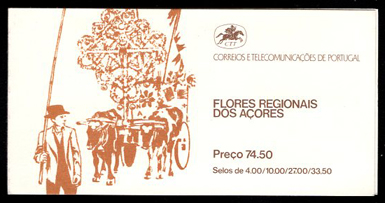 CTT
CORREIOS E TELECOMUNICAÇÕES DE PORTUGAL
FLORES REGIONAIS
DOS AÇORES
Preço 74.50
Selos de 4.00/10.00/27.00/33.50